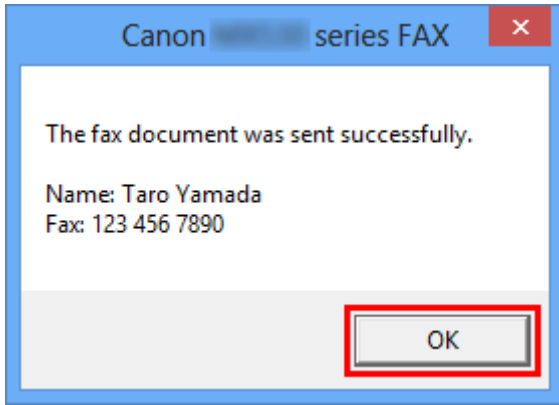 Canon series FAX
The fax document was sent successfully.
Name: Taro Yamada
Fax: 123 456 7890
OK